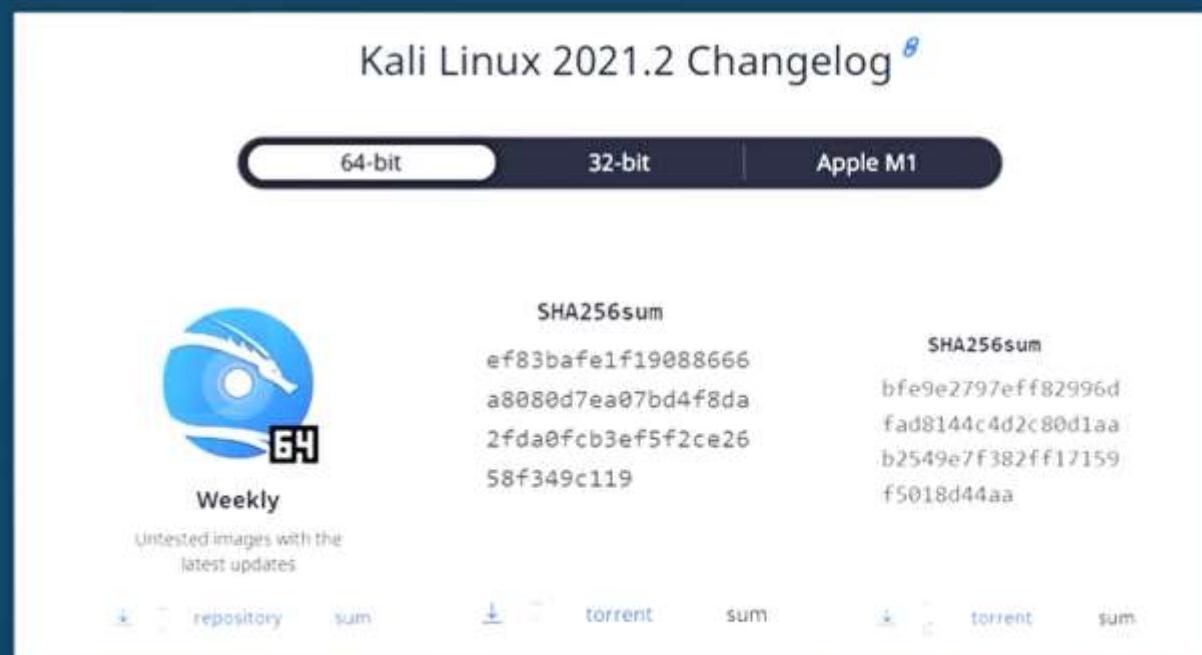 Kali Linux 2021.2 Changelog
64-bit
32-bit
Apple M1
64
Weekly
Untested images with the
latest updates
repository
sum
SHA256sum
ef83bafe1f19088666
a8080d7ea07bd4f8da
2fda0fcb3ef5f2ce26
58f349c119
torrent
sum
SHA256sum
bfe9e2797eff82996d
fad8144c4d2c80d1aa
b2549e7f382ff17159
f5018d44aa
torrent
sum